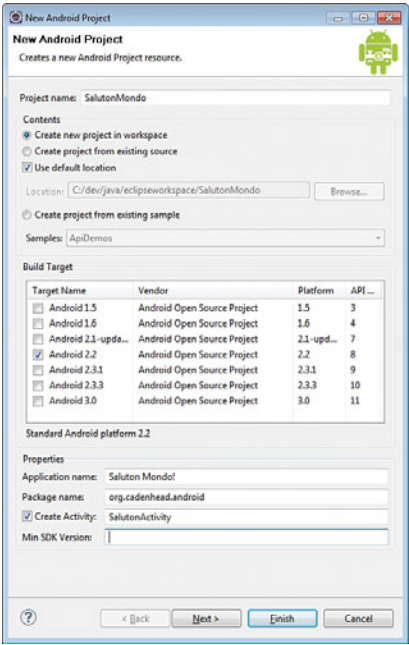 New Android Project
New Android Project
Creates a new Android Project resource.
Project name: SalutonMondo
Contents
Create new project in workspace
Create project from existing source
Use default location
Location: C:/dev/java/eclipseworkspace/SalutonMondo Browse...
Create project from existing sample
Samples: ApiDemos
Build Target
Target Name Vendor Platform API ...
Android 1.5 Android Open Source Project 1.5 3
Android 1.6 Android Open Source Project 1.6 4
Android 2.1-upda... Android Open Source Project 2.1-upd... 7
Android 2.2 Android Open Source Project 2.2 8
Android 2.3.1 Android Open Source Project 2.3.1 9
Android 2.3.3 Android Open Source Project 2.3.3 10
Android 3.0 Android Open Source Project 3.0 11
Standard Android platform 2.2
Properties
Application name: Saluton Mondo!
Package name: org.cadenhead.android
Create Activity: SalutonActivity
Min SDK Version:
? < Back Next > Finish Cancel